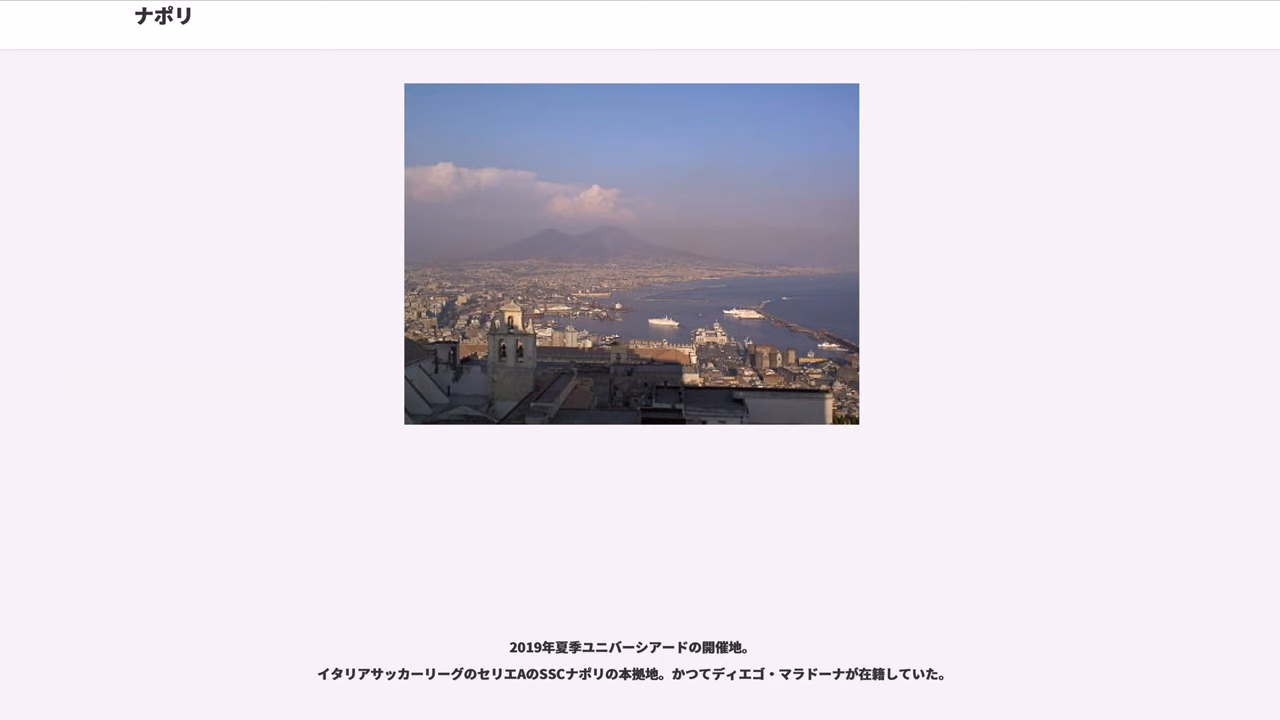 ナポリ
2019年夏季ユニバーシアードの開催地。
イタリアサッカーリーグのセリエAのSSCナポリの本拠地。かつてディエゴ・マラドーナが在籍していた。